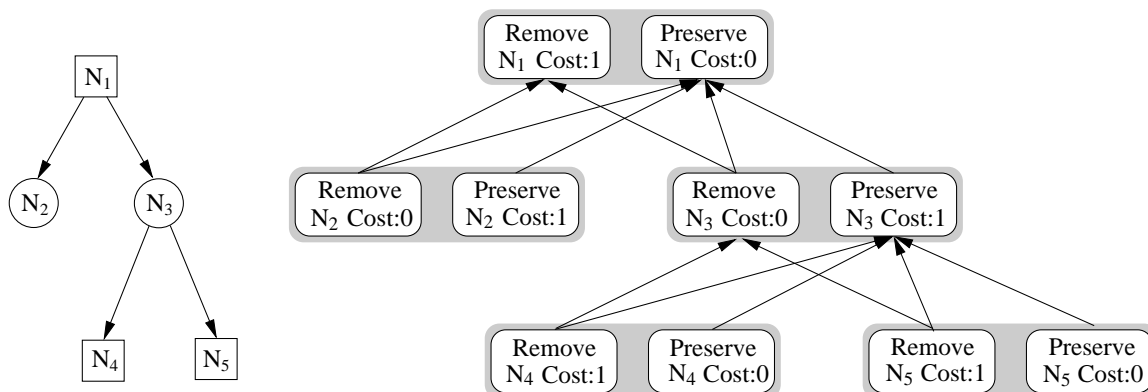 N₁
N₂
N₃
N₄
N₅
Remove
N₁ Cost:1
Preserve
N₁ Cost:0
Remove
N₂ Cost:0
Preserve
N₂ Cost:1
Remove
N₃ Cost:0
Preserve
N₃ Cost:1
Remove
N₄ Cost:1
Preserve
N₄ Cost:0
Remove
N₅ Cost:1
Preserve
N₅ Cost:0